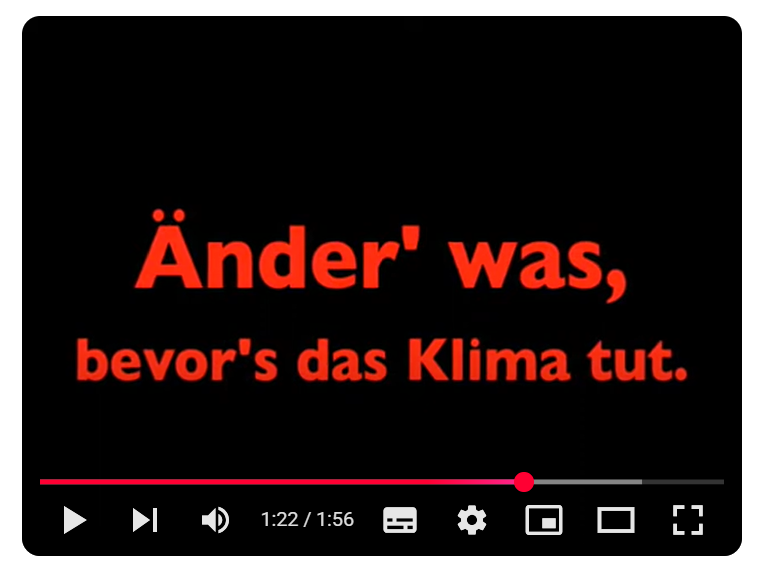 Änder' was,
bevor's das Klima tut.
1:22 / 1:56